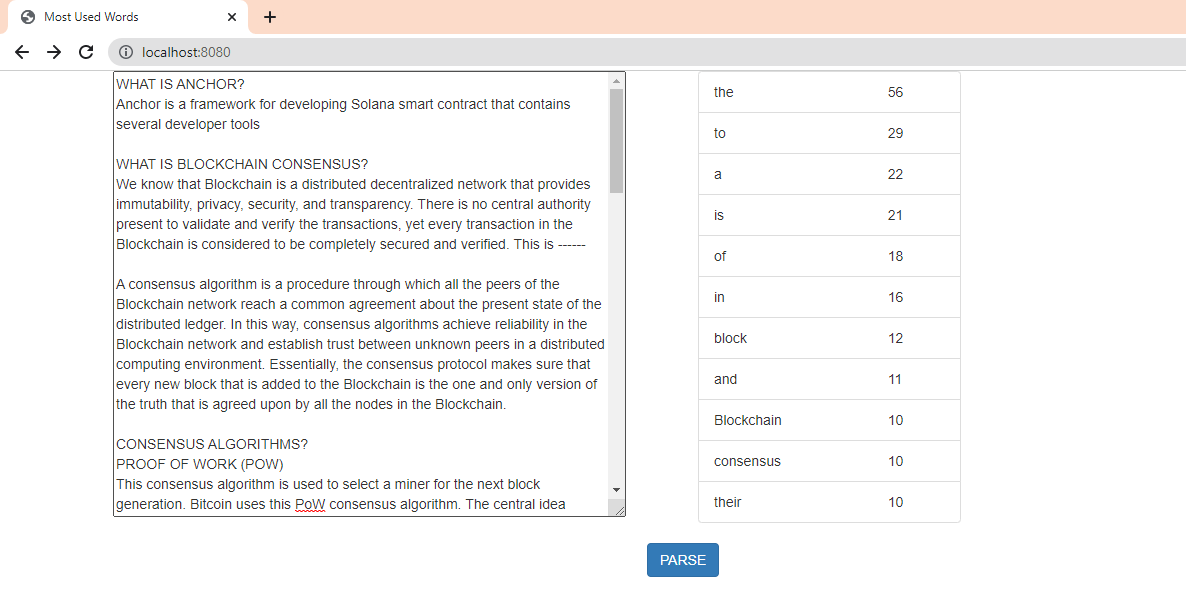 Most Used Words
localhost:8080
WHAT IS ANCHOR?
Anchor is a framework for developing Solana smart contract that contains
several developer tools
WHAT IS BLOCKCHAIN CONSENSUS?
We know that Blockchain is a distributed decentralized network that provides
immutability, privacy, security, and transparency. There is no central authority
present to validate and verify the transactions, yet every transaction in the
Blockchain is considered to be completely secured and verified. This is ------
A consensus algorithm is a procedure through which all the peers of the
Blockchain network reach a common agreement about the present state of the
distributed ledger. In this way, consensus algorithms achieve reliability in the
Blockchain network and establish trust between unknown peers in a distributed
computing environment. Essentially, the consensus protocol makes sure that
every new block that is added to the Blockchain is the one and only version of
the truth that is agreed upon by all the nodes in the Blockchain.
CONSENSUS ALGORITHMS?
PROOF OF WORK (POW)
This consensus algorithm is used to select a miner for the next block
generation. Bitcoin uses this PoW consensus algorithm. The central idea
the 56
to 29
a 22
is 21
of 18
in 16
block 12
and 11
Blockchain 10
consensus 10
their 10
PARSE